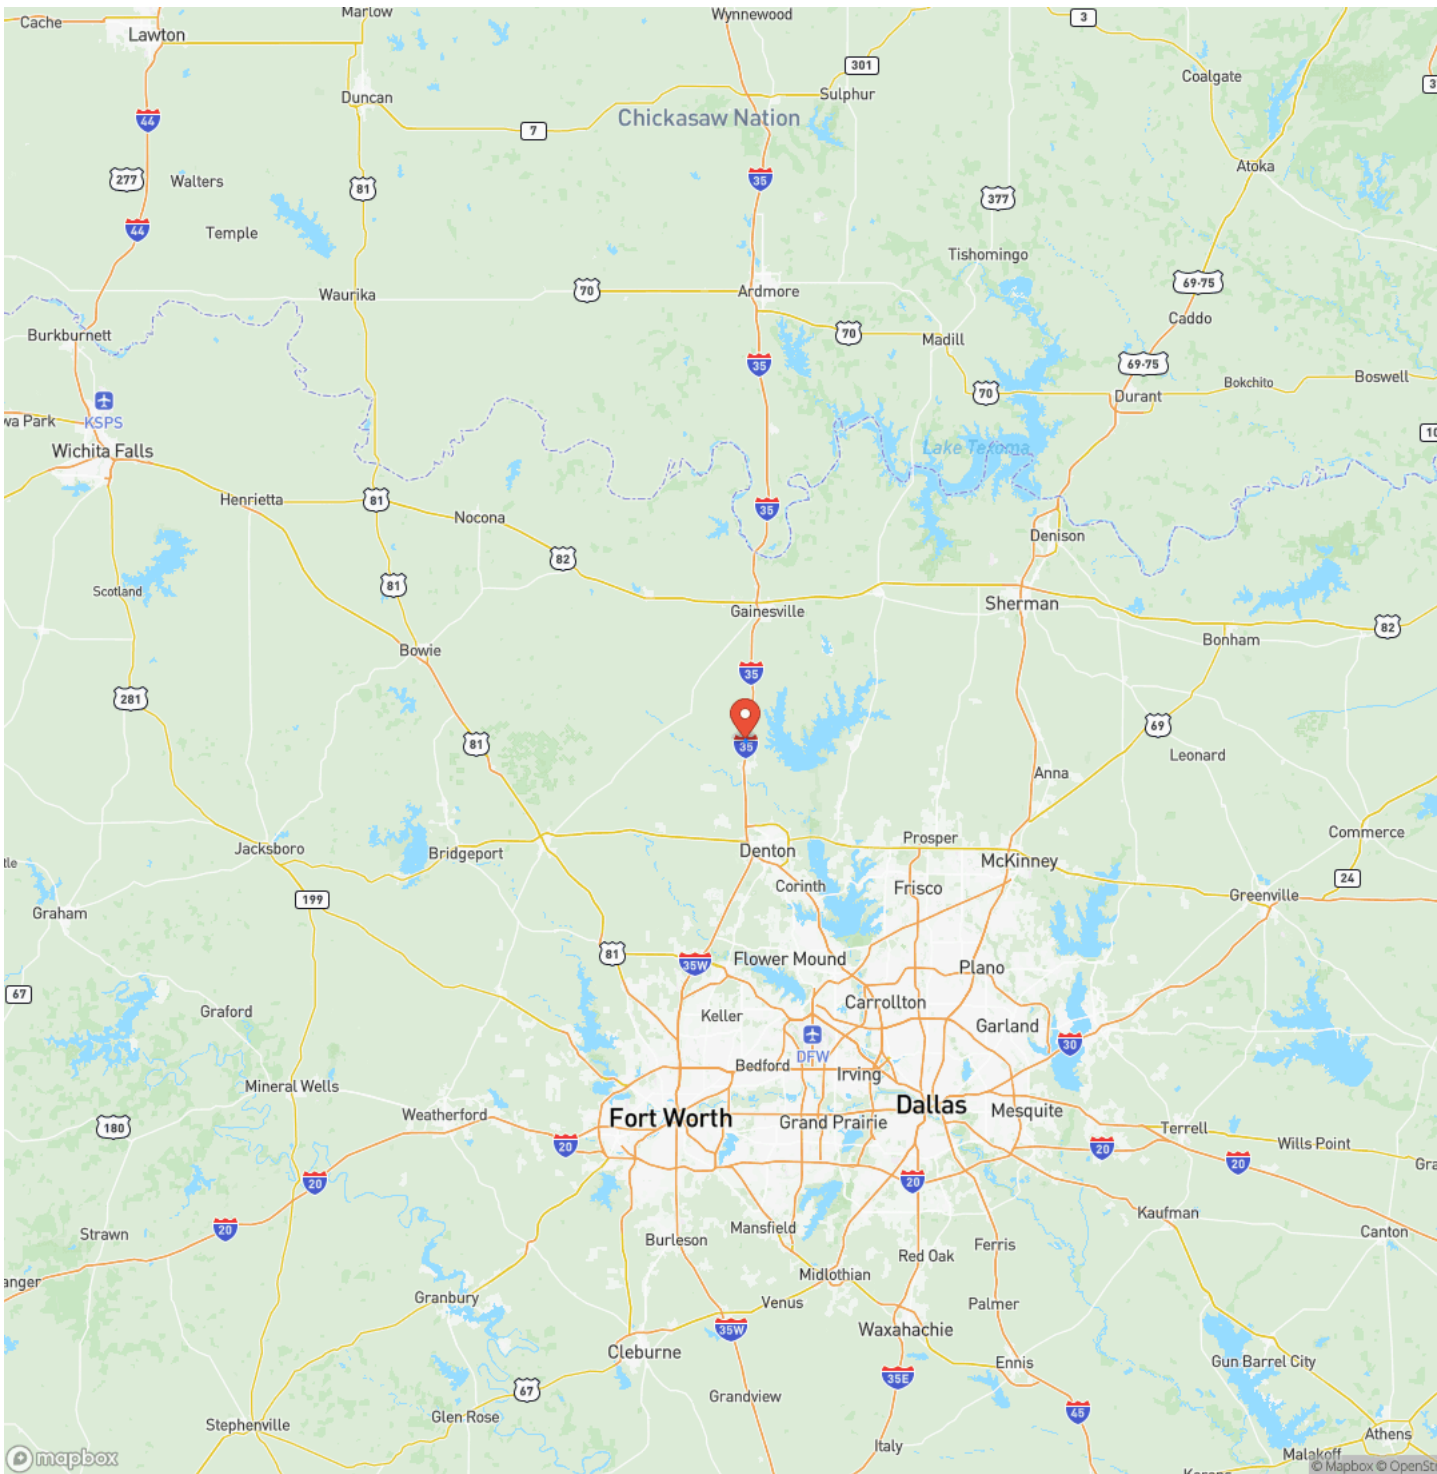 Cache
Marlow
Wynnewood
3
Lawton
301
Coalgate
Duncan
Sulphur
44
7
Chickasaw Nation
Atoka
277
Walters
81
35
377
44
Temple
Tishomingo
Waurika
70
Ardmore
69-75
Caddo
Burkburnett
70
Madill
35
69-75
Boswell
KSPS
70
Durant
Bokchito
wa Park
10
Wichita Falls
Lake Texoma
Henrietta
81
Nocona
35
Denison
82
Scotland
81
Gainesville
Sherman
82
Bowie
Bonham
35
281
69
81
35
Leonard
Anna
Commerce
Jacksboro
Bridgeport
Denton
Prosper
McKinney
Corinth
Frisco
24
Greenville
199
Graham
81
35W
Flower Mound
Plano
67
Graford
Keller
Carrollton
Garland
30
DFW
Bedford
Irving
Mineral Wells
Weatherford
Fort Worth
Dallas
Mesquite
180
Grand Prairie
Terrell
Wills Point
20
20
20
20
20
Gra
Kaufman
Strawn
20
Mansfield
Canton
Burleson
Red Oak
Ferris
anger
Midlothian
Granbury
Venus
Palmer
35W
Waxahachie
Cleburne
Ennis
Gun Barrel City
35E
67
Grandview
45
Stephenville
Glen Rose
Italy
Athens
mapbox
Malakoff
© Mapbox © OpenSt